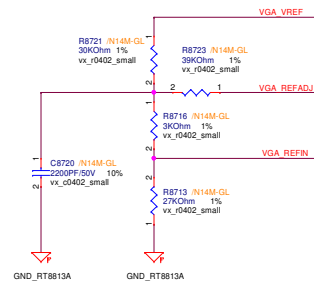 VGA_VREF
1
R8721 /N14M-GL
30KOhm 1%
vx_r0402_small
R8723 /N14M-GL
39KOhm 1%
vx_r0402_small
2
2 1
VGA_REFADJ
1
R8716 /N14M-GL
3KOhm 1%
vx_r0402_small
2
VGA_REFIN
1
C8720 /N14M-GL
2200PF/50V 10%
vx_c0402_small
2
2
R8713 /N14M-GL
27KOhm 1%
vx_r0402_small
1
GND_RT8813A
GND_RT8813A